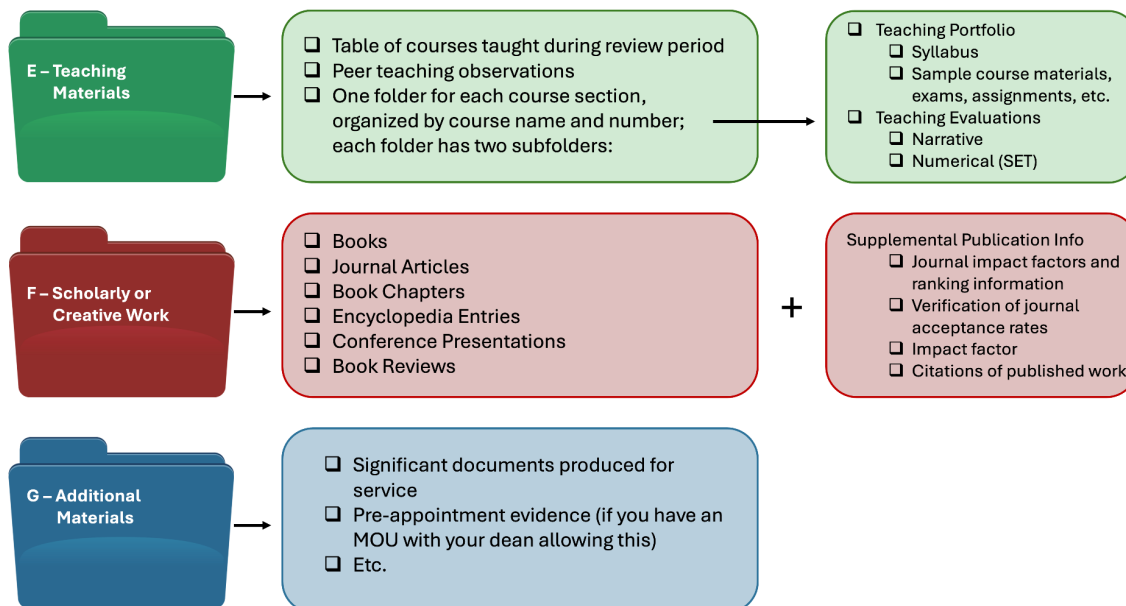 E – Teaching
Materials
❑ Table of courses taught during review period
❑ Peer teaching observations
❑ One folder for each course section,
organized by course name and number;
each folder has two subfolders:
❑ Teaching Portfolio
❑ Syllabus
❑ Sample course materials,
exams, assignments, etc.
❑ Teaching Evaluations
❑ Narrative
❑ Numerical (SET)
F – Scholarly or
Creative Work
❑ Books
❑ Journal Articles
❑ Book Chapters
❑ Encyclopedia Entries
❑ Conference Presentations
❑ Book Reviews
+
Supplemental Publication Info
❑ Journal impact factors and
ranking information
❑ Verification of journal
acceptance rates
❑ Impact factor
❑ Citations of published work
G – Additional
Materials
❑ Significant documents produced for
service
❑ Pre-appointment evidence (if you have an
MOU with your dean allowing this)
❑ Etc.